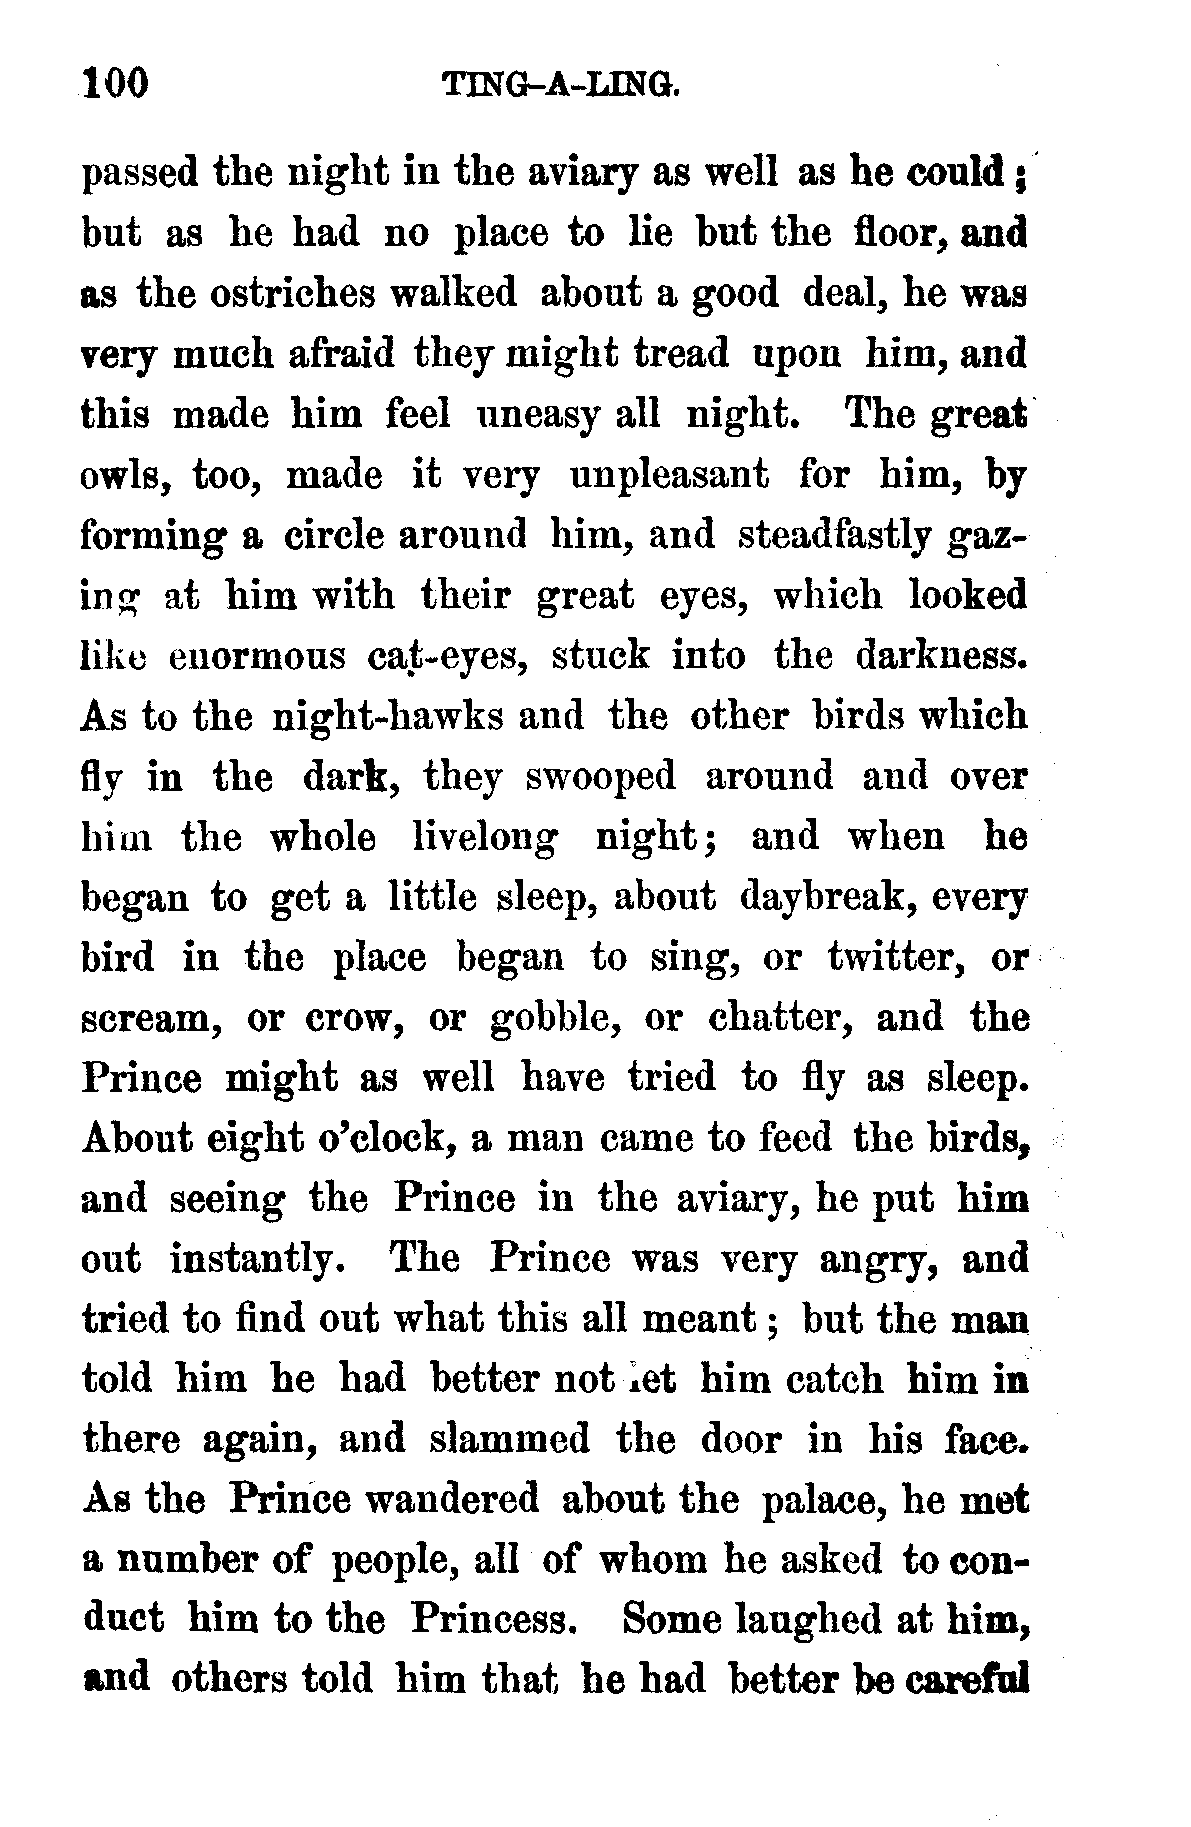 100 TING-A-LING.
passed the night in the aviary as well as he could;
but as he had no place to lie but the floor, and
as the ostriches walked about a good deal, he was
very much afraid they might tread upon him, and
this made him feel uneasy all night. The great
owls, too, made it very unpleasant for him, by
forming a circle around him, and steadfastly gaz-
ing at him with their great eyes, which looked
like enormous cat-eyes, stuck into the darkness.
As to the night-hawks and the other birds which
fly in the dark, they swooped around and over
him the whole livelong night; and when he
began to get a little sleep, about daybreak, every
bird in the place began to sing, or twitter, or
scream, or crow, or gobble, or chatter, and the
Prince might as well have tried to fly as sleep.
About eight o'clock, a man came to feed the birds,
and seeing the Prince in the aviary, he put him
out instantly. The Prince was very angry, and
tried to find out what this all meant; but the man
told him he had better not let him catch him in
there again, and slammed the door in his face.
As the Prince wandered about the palace, he met
a number of people, all of whom he asked to con-
duct him to the Princess. Some laughed at him,
and others told him that he had better be careful